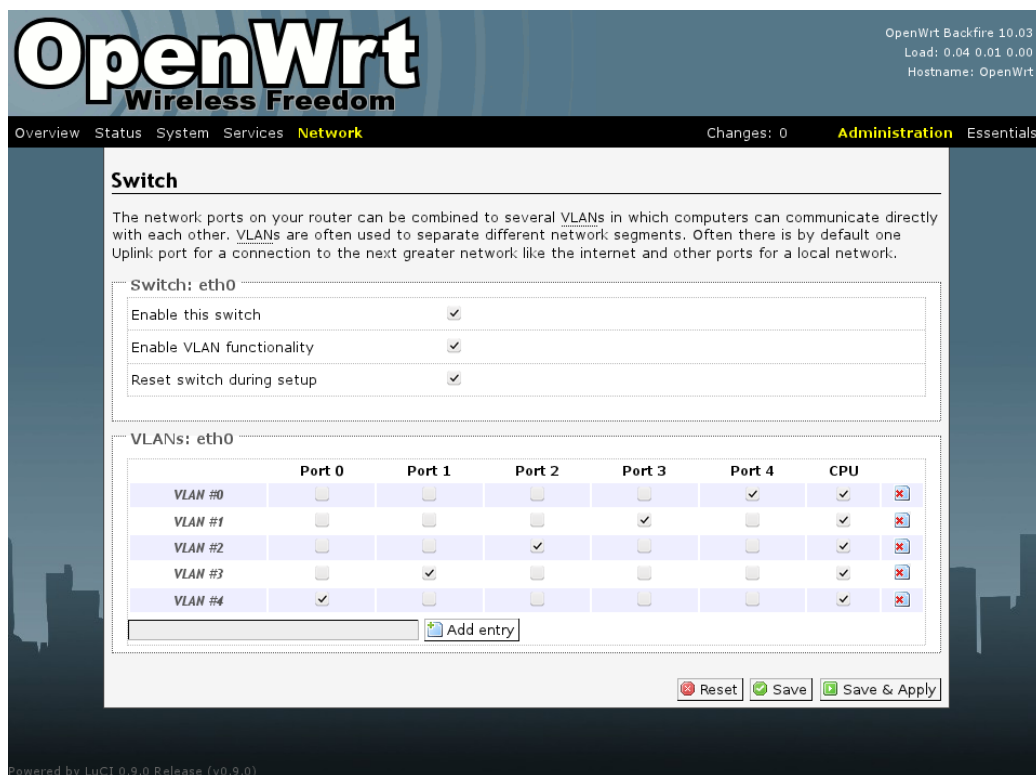 OpenWrt
Wireless Freedom
OpenWrt Backfire 10.03
Load: 0.04 0.01 0.00
Hostname: OpenWrt
Overview Status System Services Network Changes: 0 Administration Essentials
Switch
The network ports on your router can be combined to several VLANs in which computers can communicate directly
with each other. VLANs are often used to separate different network segments. Often there is by default one
Uplink port for a connection to the next greater network like the internet and other ports for a local network.
Switch: eth0
Enable this switch
Enable VLAN functionality
Reset switch during setup
VLANs: eth0
Port 0 Port 1 Port 2 Port 3 Port 4 CPU
VLAN #0
VLAN #1
VLAN #2
VLAN #3
VLAN #4
Add entry
Reset Save Save & Apply
Powered by LuCI 0.9.0 Release (v0.9.0)